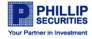 PHILLIP
SECURITIES
Your Partner in Investment